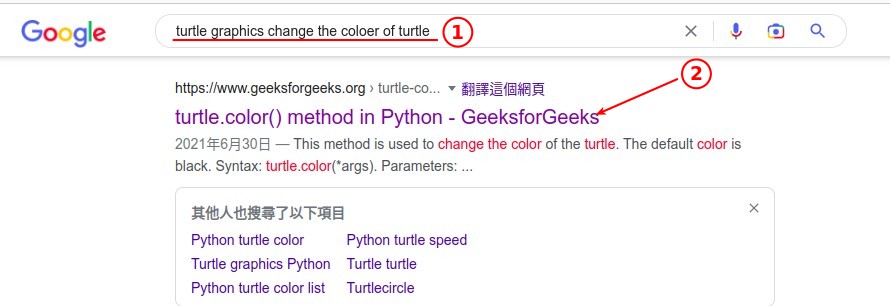 Google
turtle graphics change the coloer of turtle 1
2
https://www.geeksforgeeks.org › turtle-co... 翻譯這個網頁
turtle.color() method in Python - GeeksforGeeks
2021年6月30日 — This method is used to change the color of the turtle. The default color is
black. Syntax: turtle.color(*args). Parameters: ...
其他人也搜尋了以下項目
Python turtle color Python turtle speed
Turtle graphics Python Turtle turtle
Python turtle color list Turtlecircle